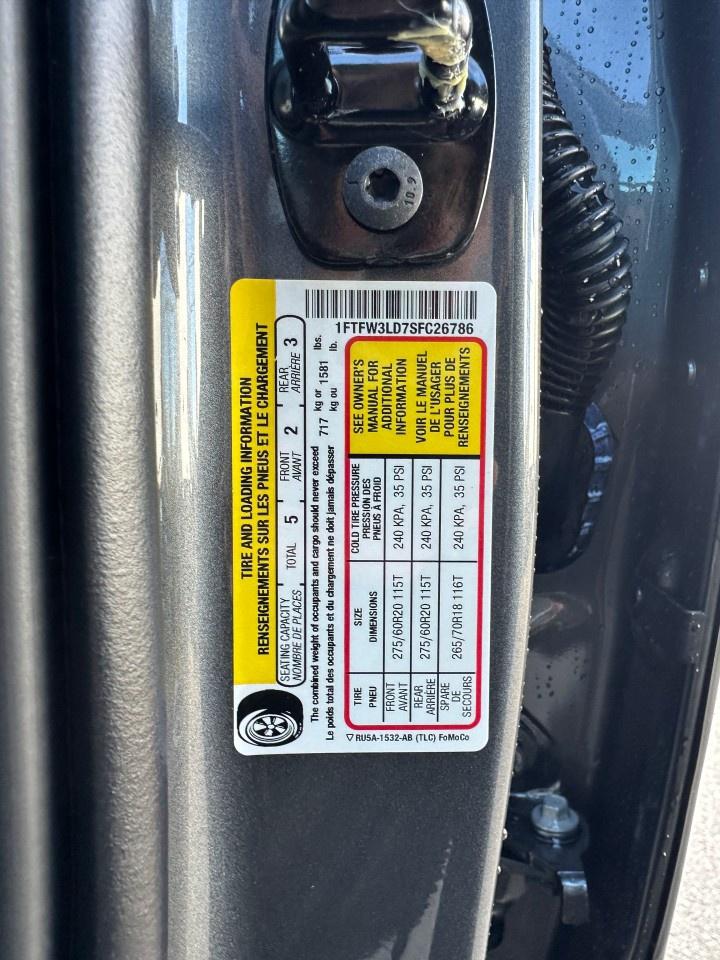 10.9
1FTFW3LD7SFC26786
TIRE AND LOADING INFORMATION
RENSEIGNEMENTS SUR LES PNEUS ET LE CHARGEMENT
SEATING CAPACITY TOTAL 5 FRONT 2 REAR 3
NOMBRE DE PLACES AVANT ARRIÈRE
The combined weight of occupants and cargo should never exceed 717 kg or 1581 lbs.
Le poids total des occupants et du chargement ne doit jamais dépasser kg ou lb.
TIRE SIZE COLD TIRE PRESSURE
PNEU DIMENSIONS PRESSION DES
PNEUS À FROID
FRONT
AVANT 275/60R20 115T 240 KPA, 35 PSI
REAR
ARRIÈRE 275/60R20 115T 240 KPA, 35 PSI
SPARE
DE
SECOURS 265/70R18 116T 240 KPA, 35 PSI
SEE OWNER'S
MANUAL FOR
ADDITIONAL
INFORMATION
VOIR LE MANUEL
DE L'USAGER
POUR PLUS DE
RENSEIGNEMENTS
RU5A-1532-AB (TLC) FoMoCo